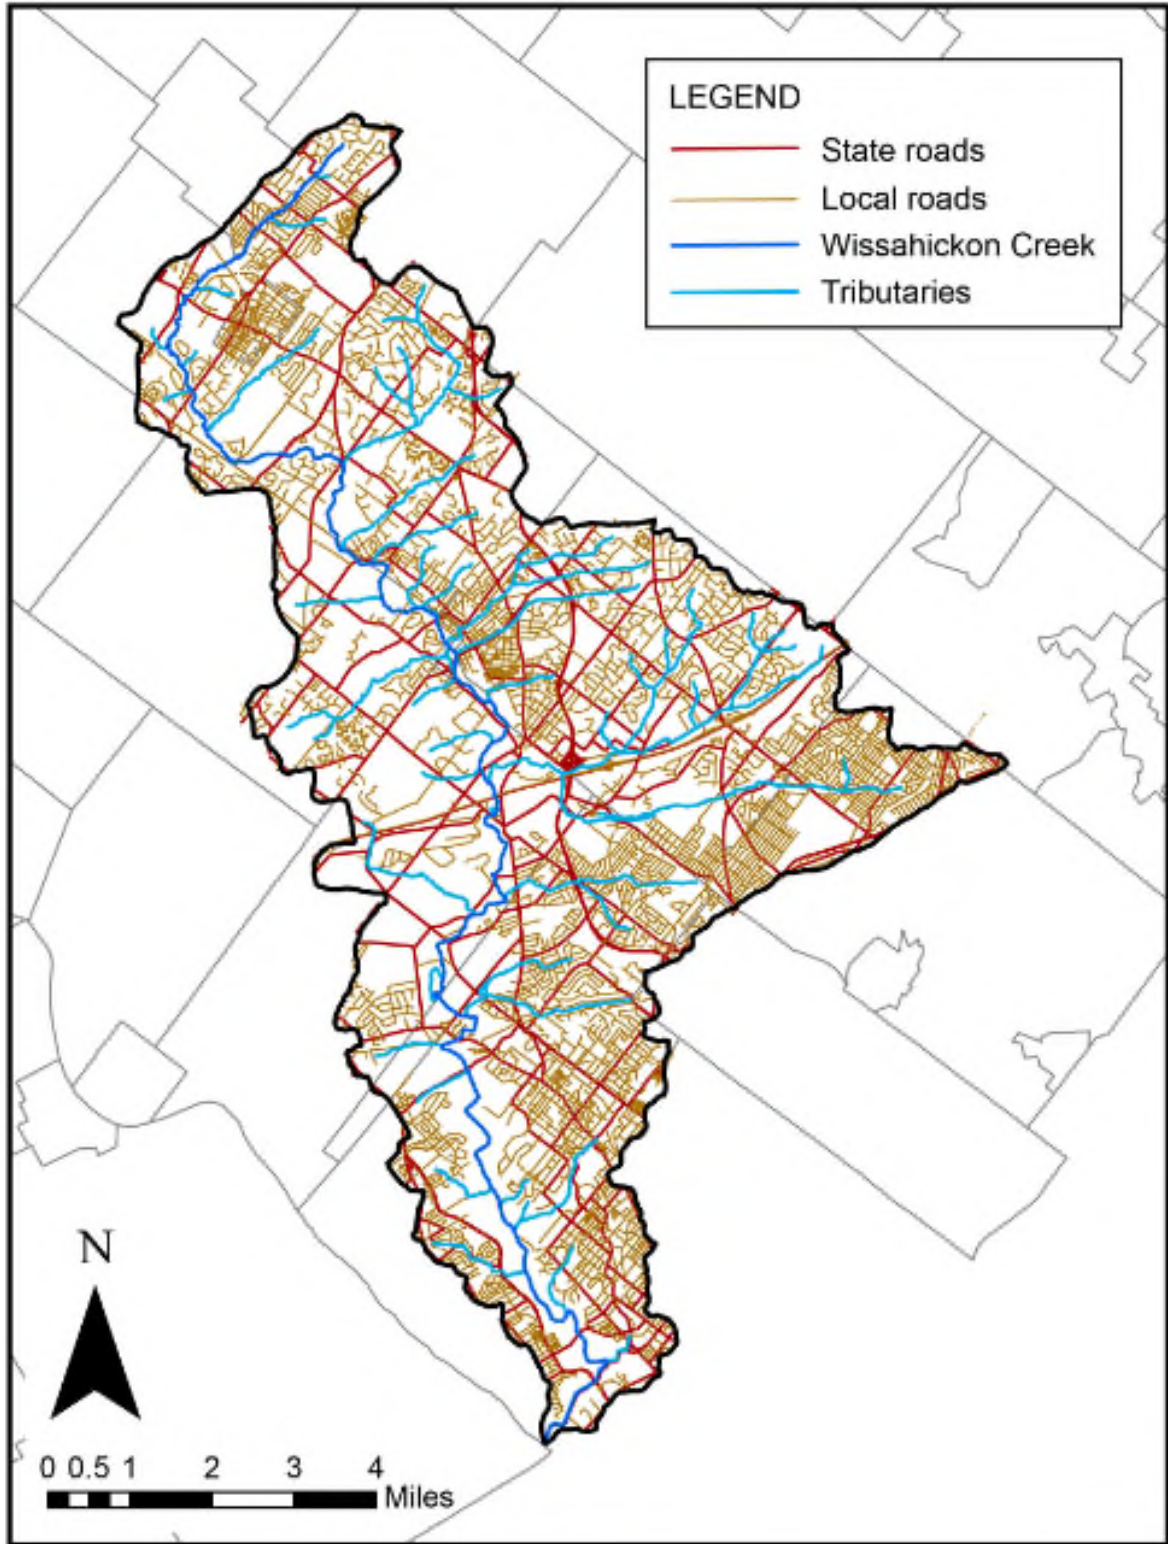 LEGEND
State roads
Local roads
Wissahickon Creek
Tributaries
N
0 0.5 1 2 3 4
Miles